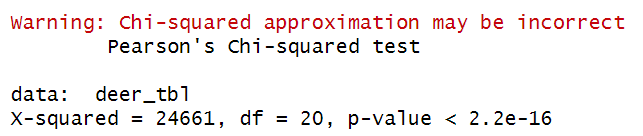 Warning: Chi-squared approximation may be incorrect
Pearson's Chi-squared test
data: deer_tbl
X-squared = 24661, df = 20, p-value < 2.2e-16